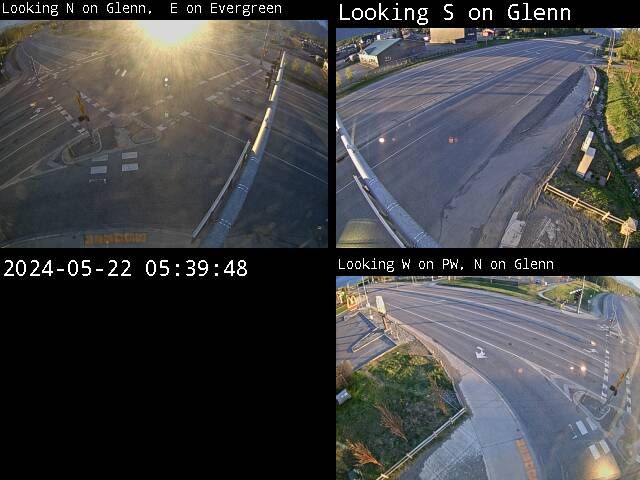 Looking N on Glenn,  E on Evergreen
Looking S on Glenn
2024-05-22 05:39:48
Looking W on PW, N on Glenn